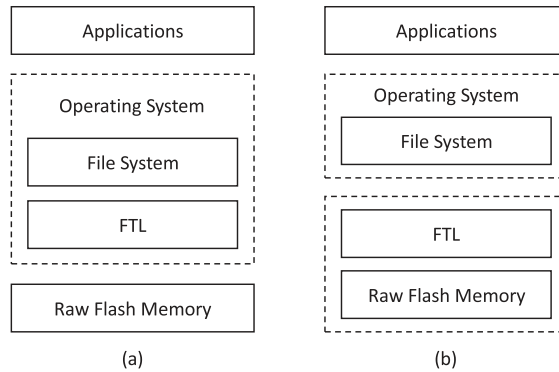 Applications
Operating System
File System
FTL
Raw Flash Memory
(a)
Applications
Operating System
File System
FTL
Raw Flash Memory
(b)